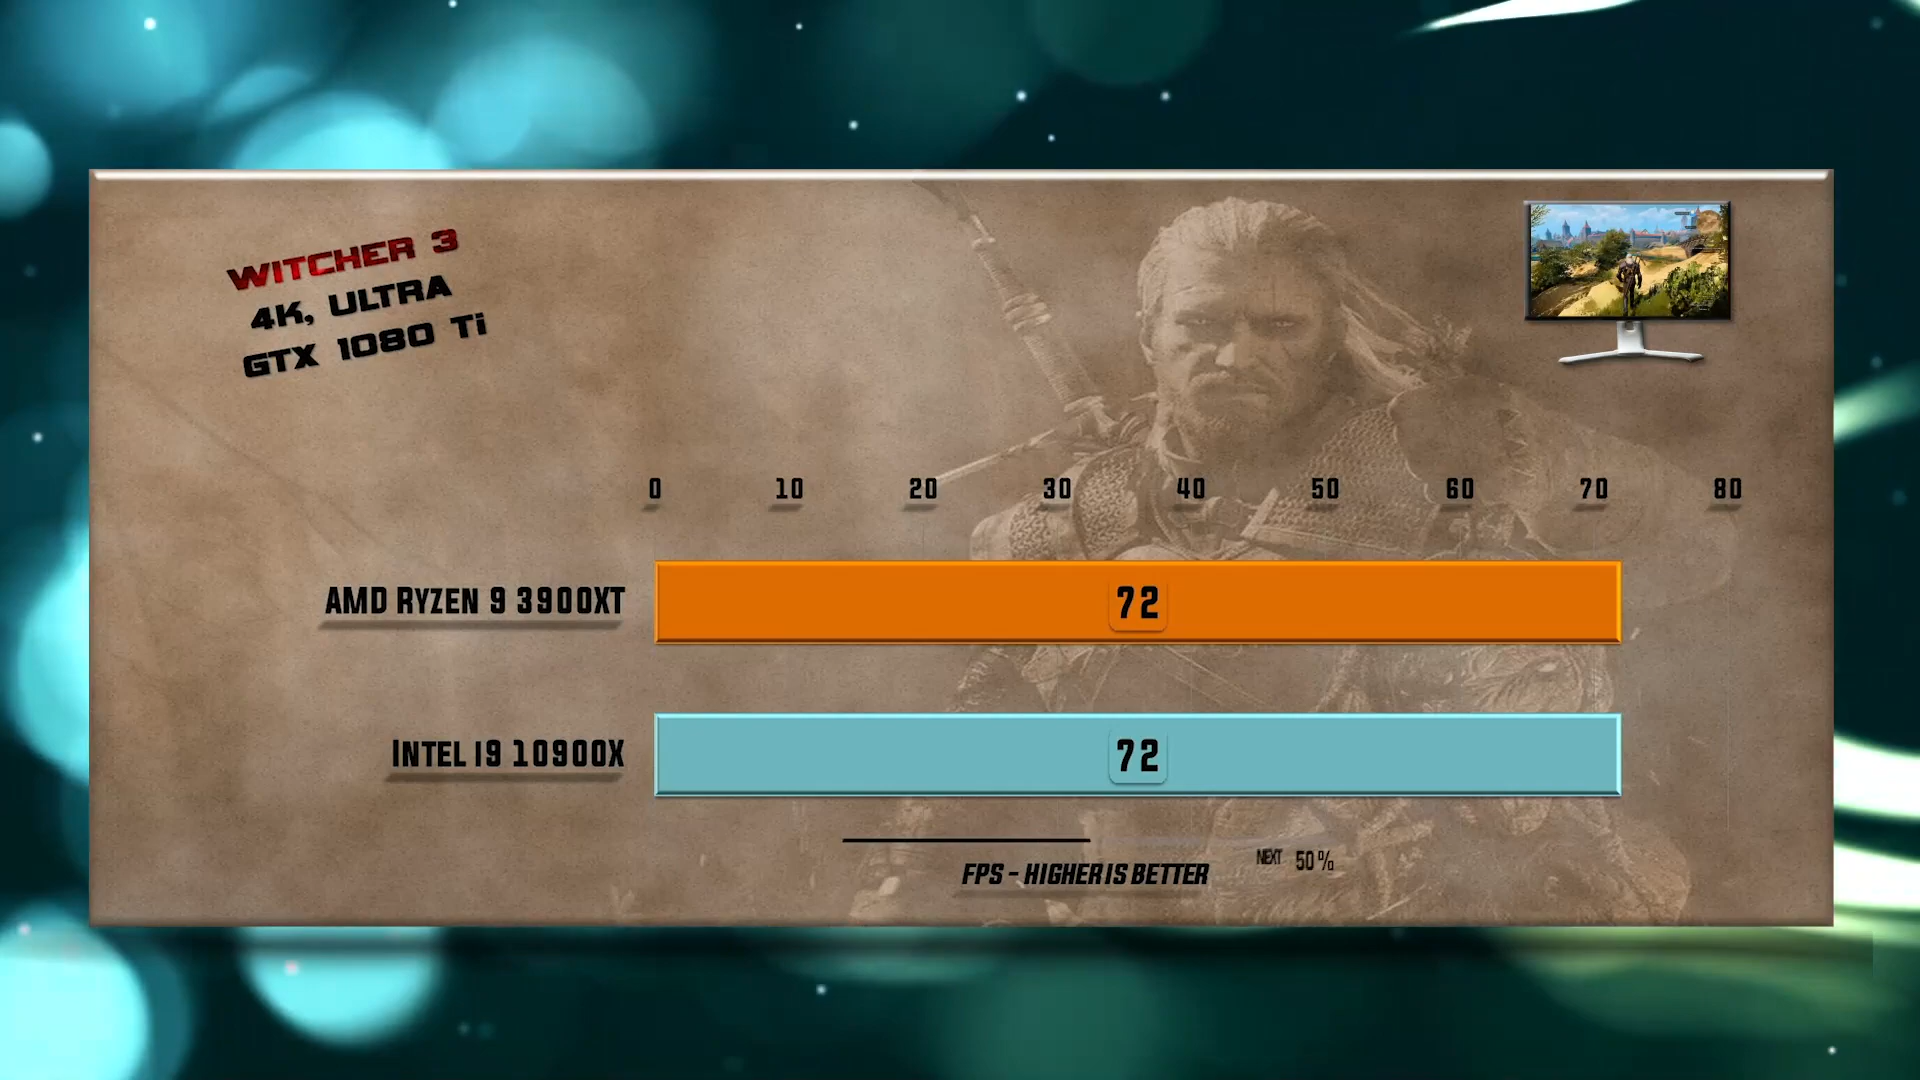 WITCHER 3
4K, ULTRA
GTX 1080 Ti
0 10 20 30 40 50 60 70 80
AMD RYZEN 9 3900XT 72
INTEL I9 10900X 72
FPS - HIGHER IS BETTER
NEXT 50%